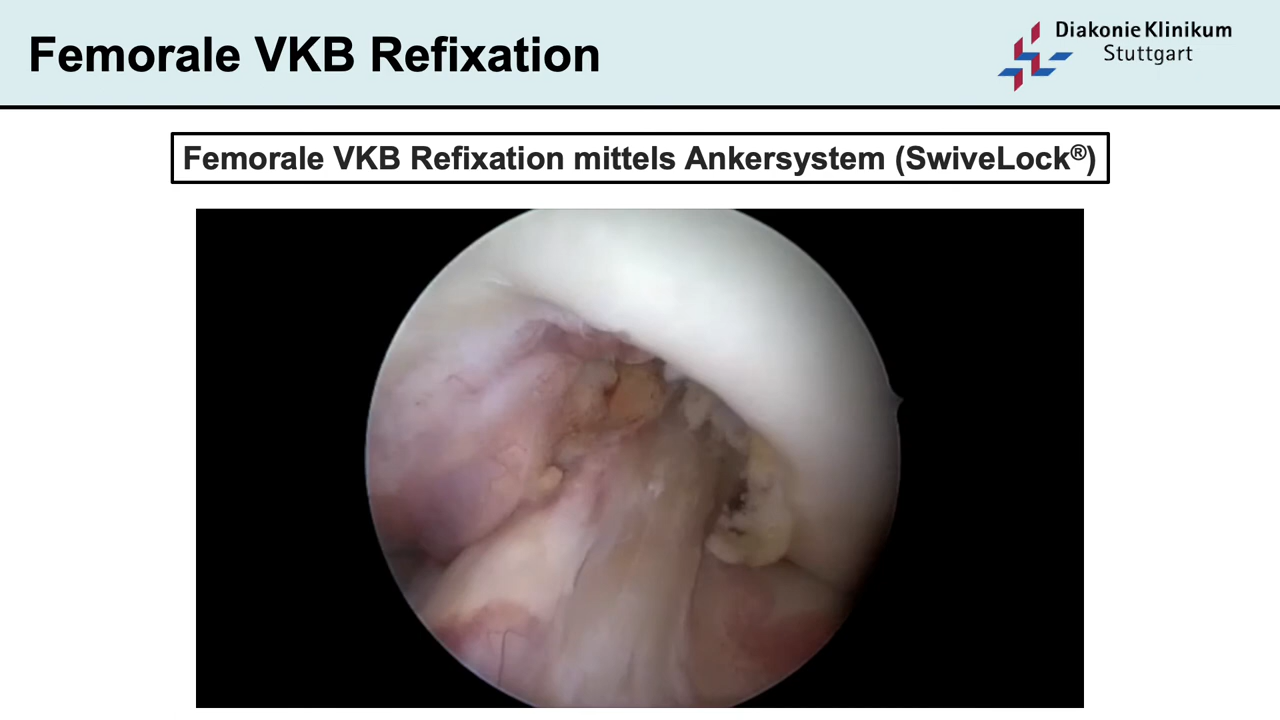 Femorale VKB Refixation
Diakonie Klinikum
Stuttgart
Femorale VKB Refixation mittels Ankersystem (SwiveLock®)